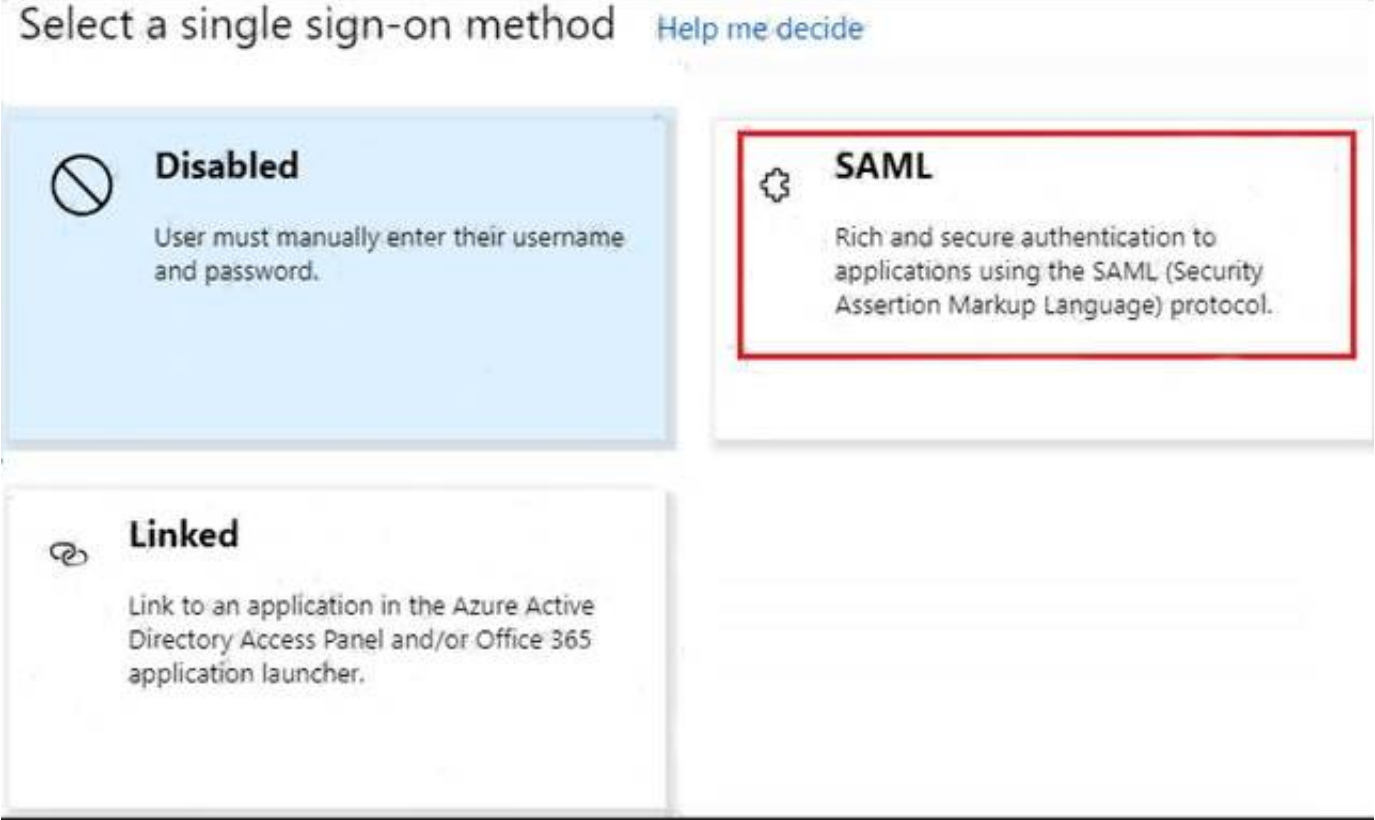 Select a single sign-on method Help me decide
Disabled
User must manually enter their username
and password.
SAML
Rich and secure authentication to
applications using the SAML (Security
Assertion Markup Language) protocol.
Linked
Link to an application in the Azure Active
Directory Access Panel and/or Office 365
application launcher.